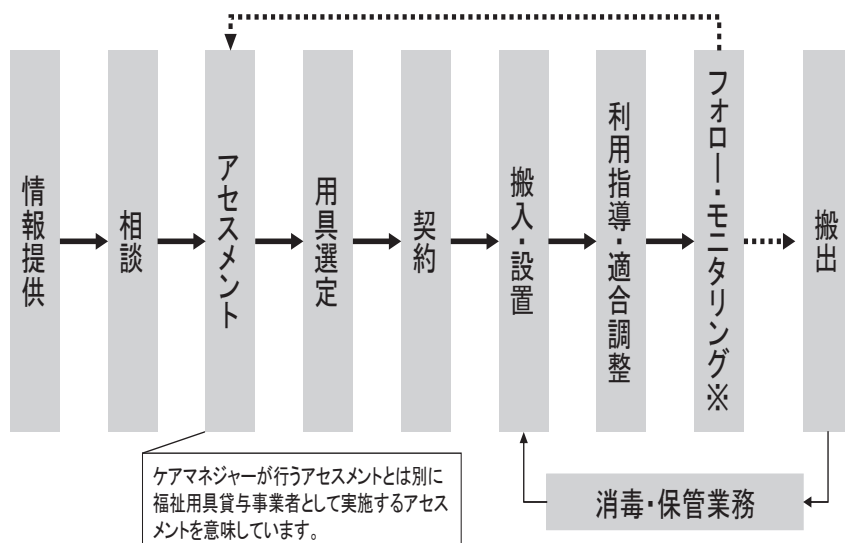 情報提供
相談
アセスメント
用具選定
契約
搬入・設置
利用指導・適合調整
フォロー・モニタリング※
搬出
ケアマネジャーが行うアセスメントとは別に
福祉用具貸与事業者として実施するアセス
メントを意味しています。
消毒・保管業務